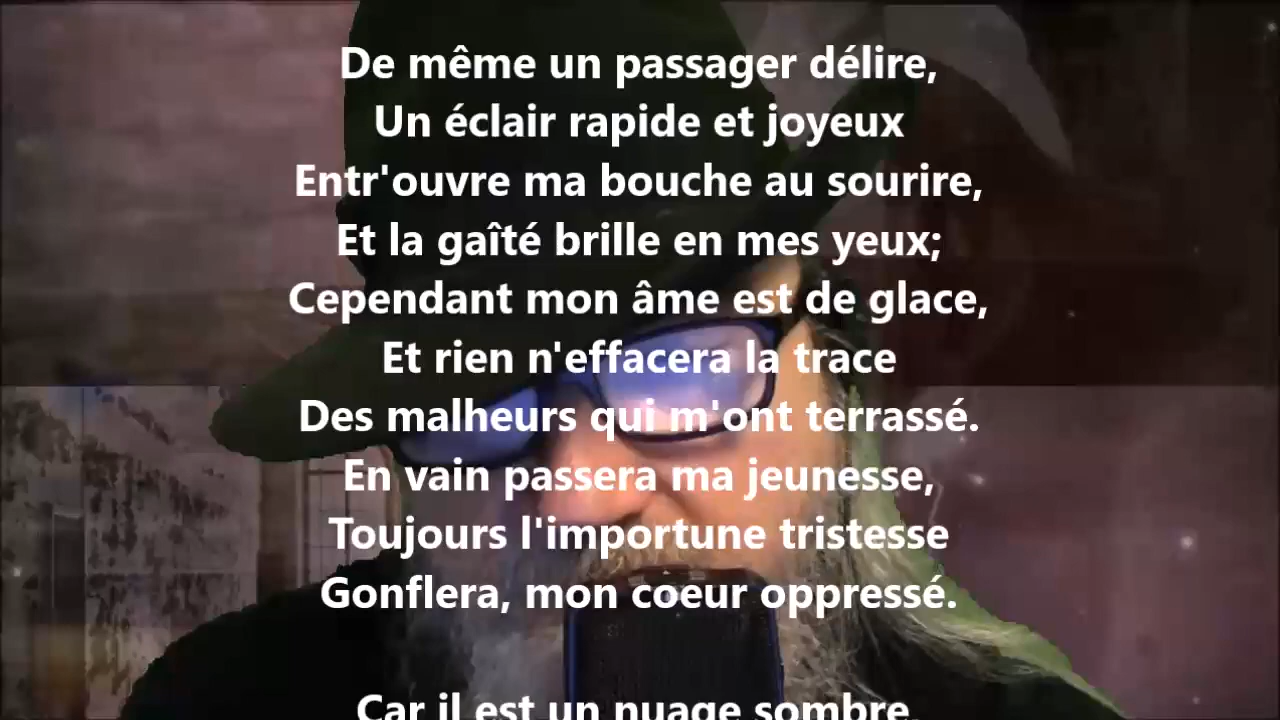 De même un passager délire,
Un éclair rapide et joyeux
Entr'ouvre ma bouche au sourire,
Et la gaîté brille en mes yeux;
Cependant mon âme est de glace,
Et rien n'effacera la trace
Des malheurs qui m'ont terrassé.
En vain passera ma jeunesse,
Toujours l'importune tristesse
Gonflera, mon coeur oppressé.
Car il est un nuage sombre,